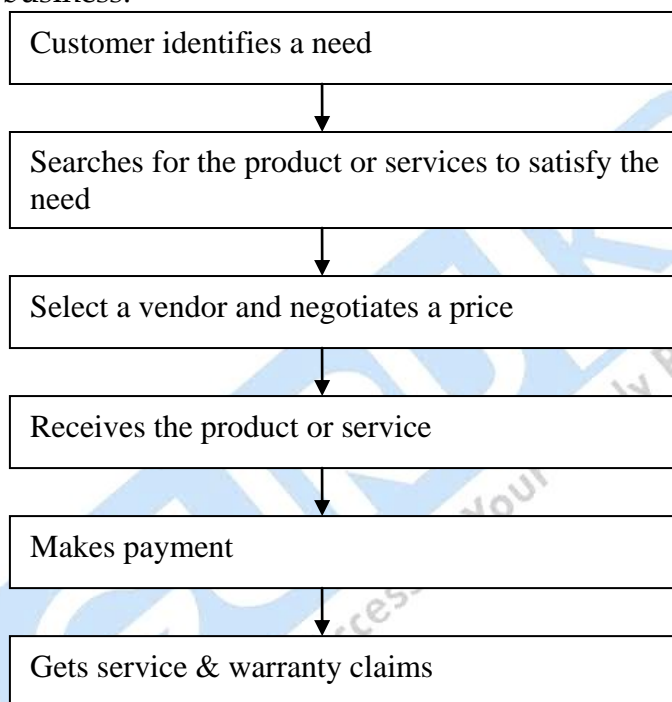 business.
Customer identifies a need
Searches for the product or services to satisfy the
need
Select a vendor and negotiates a price
Receives the product or service
Makes payment
Gets service & warranty claims
Your